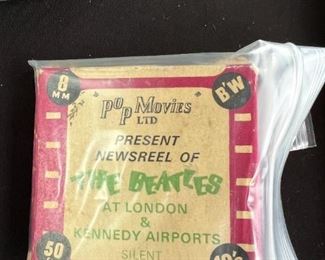 8
MM
POP MOVIES
LTD
B'W
PRESENT
NEWSREEL OF
THE BEATLES
AT LONDON
&
KENNEDY AIRPORTS
SILENT
50